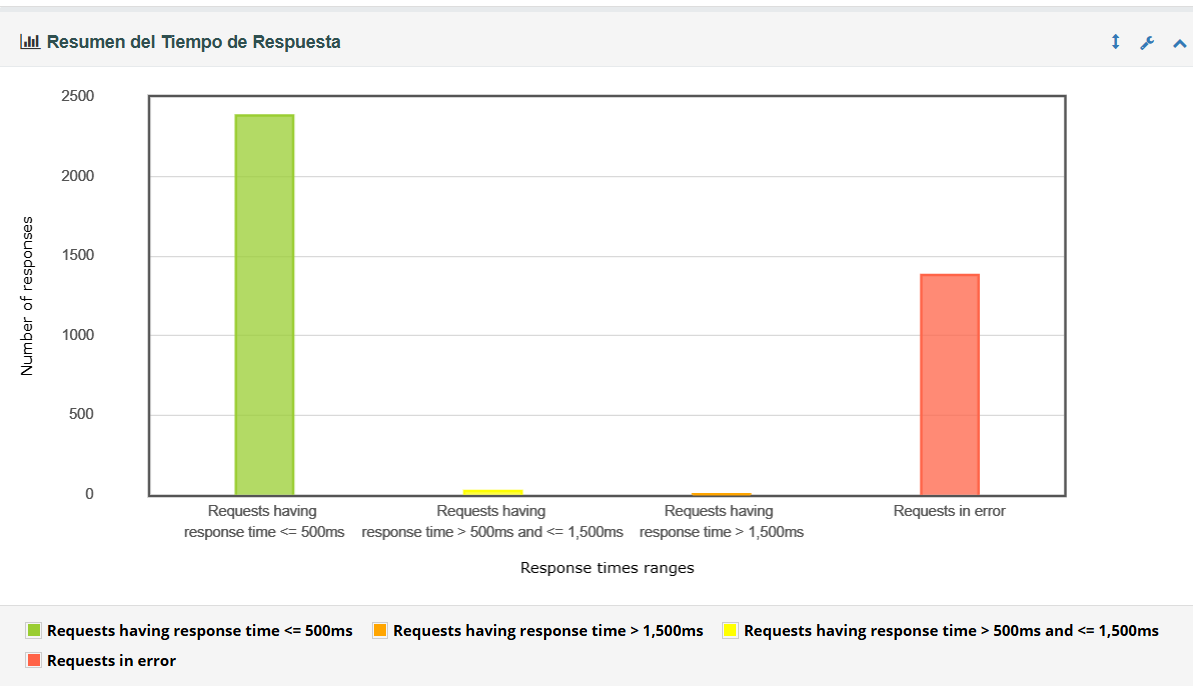 Resumen del Tiempo de Respuesta
2500
2000
1500
1000
500
0
Number of responses
Requests having
response time <= 500ms
Requests having
response time > 500ms and <= 1,500ms
Requests having
response time > 1,500ms
Requests in error
Response times ranges
Requests having response time <= 500ms
Requests having response time > 1,500ms
Requests having response time > 500ms and <= 1,500ms
Requests in error